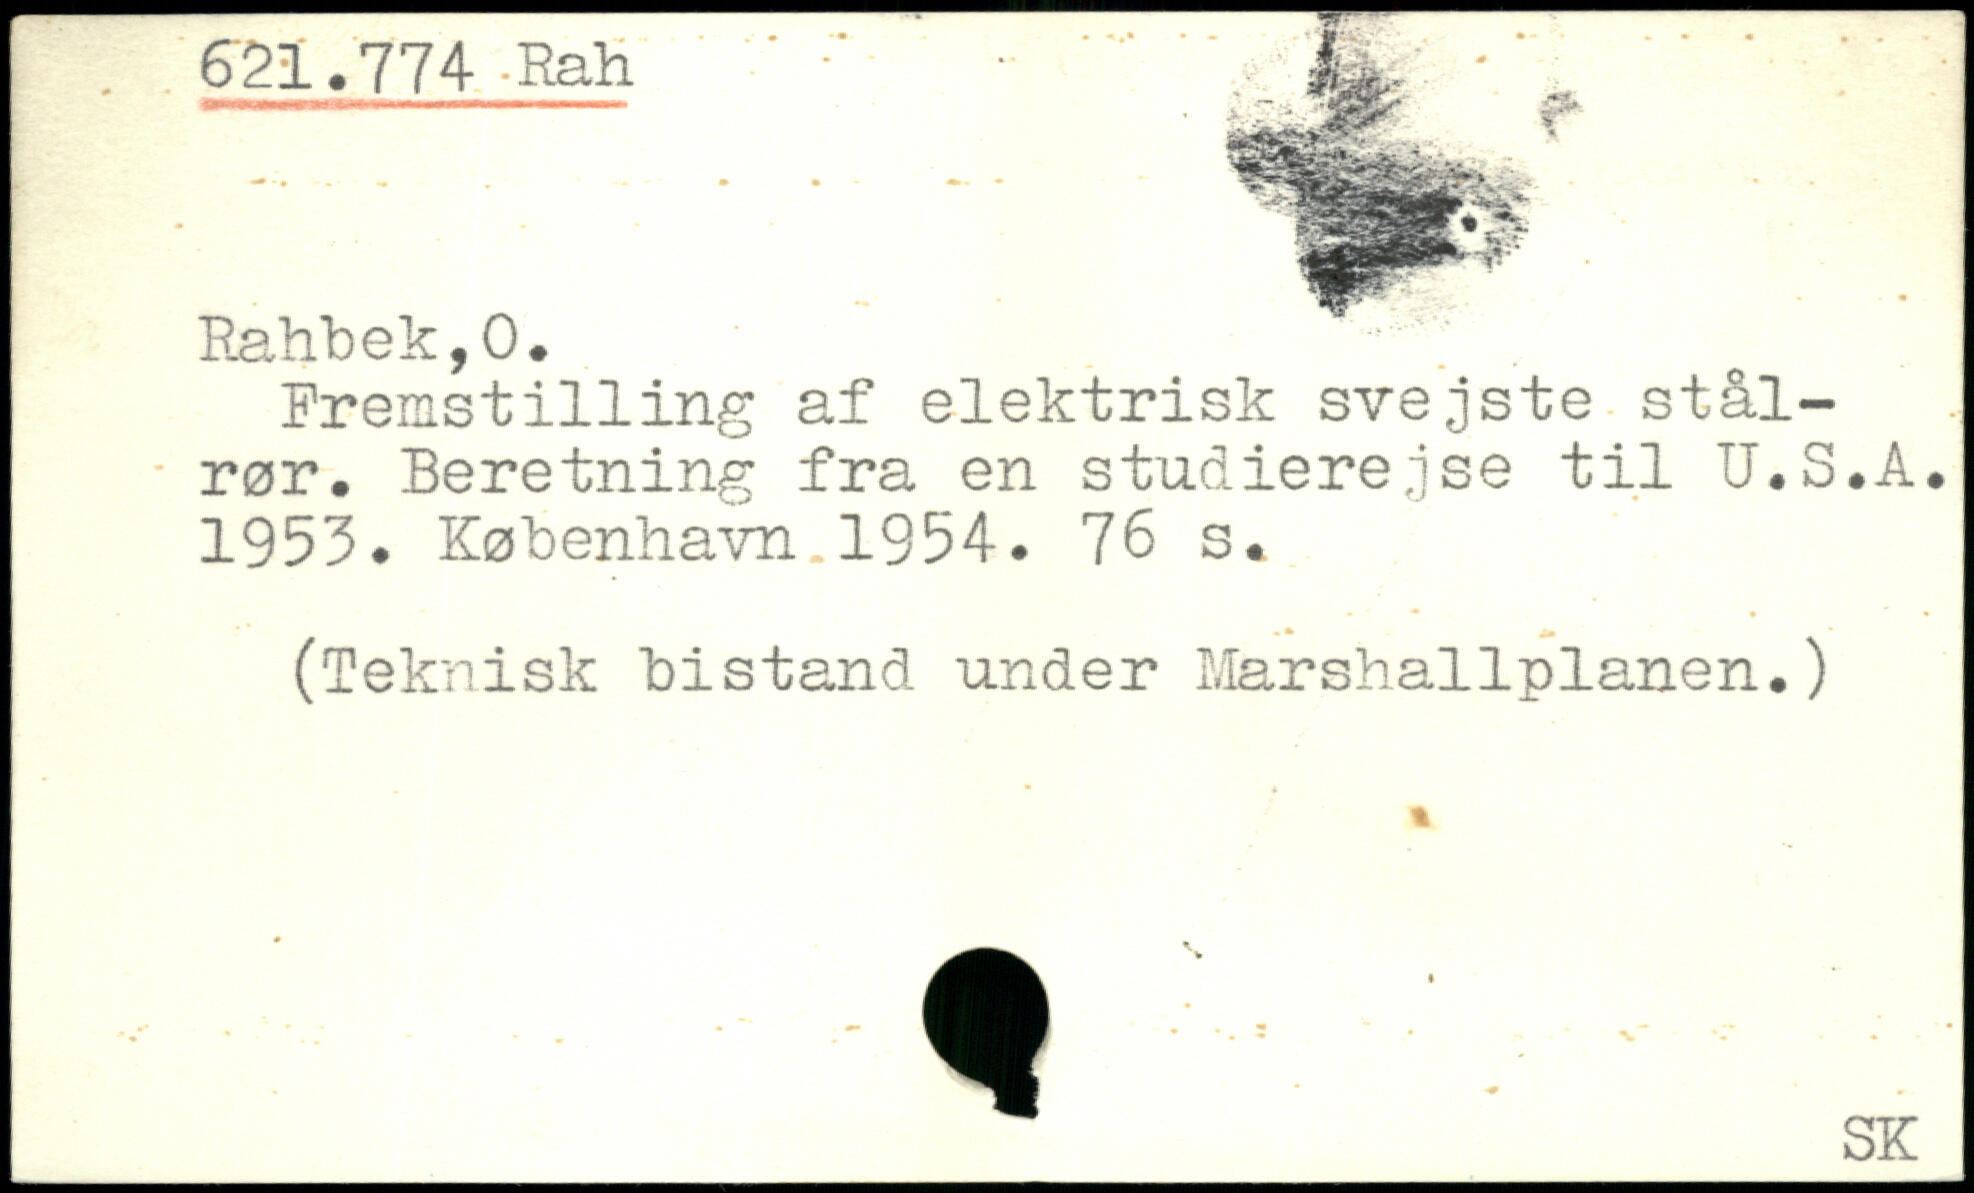 621.774 Rah
Rahbek,O.
Fremstilling af elektrisk svejste stål-
rør. Beretning fra en studierejse til U.S.A.
1953. København 1954. 76 s.
(Teknisk bistand under Marshallplanen.)
SK